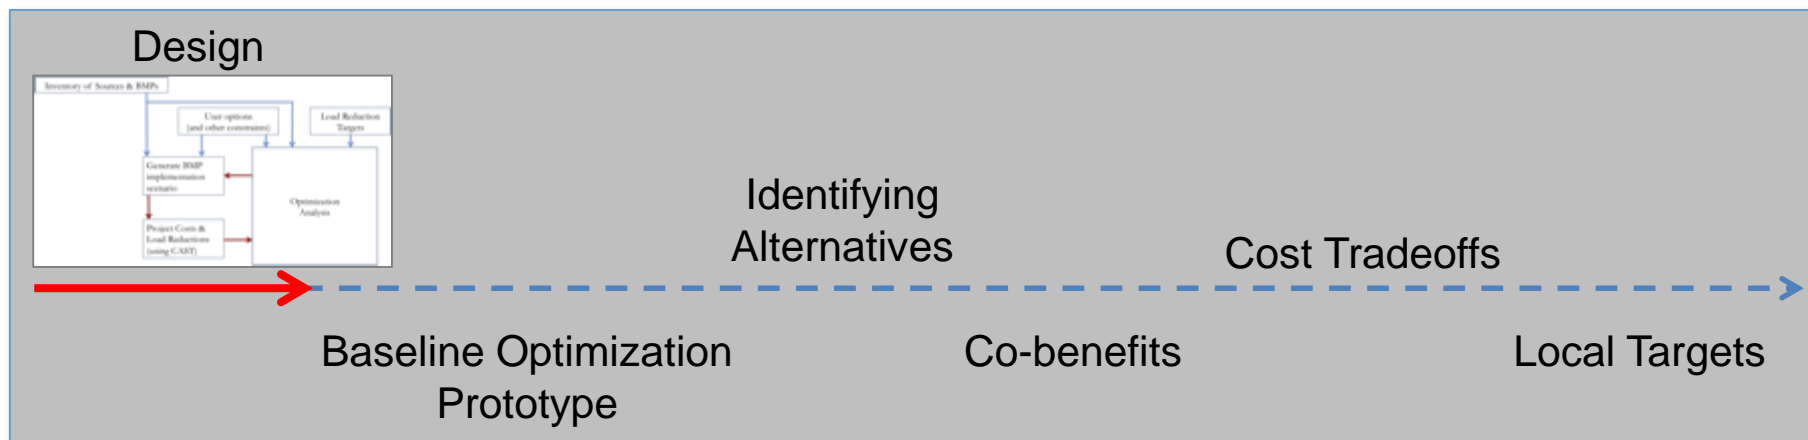 Design
Inventory of Sources & BMPs
User options
(and other constraints)
Load Reduction
Targets
Generate BMP
implementation
scenario
Optimization
Analysis
Project Costs &
Load Reductions
(using CAST)
Identifying
Alternatives
Cost Tradeoffs
Baseline Optimization
Prototype
Co-benefits
Local Targets